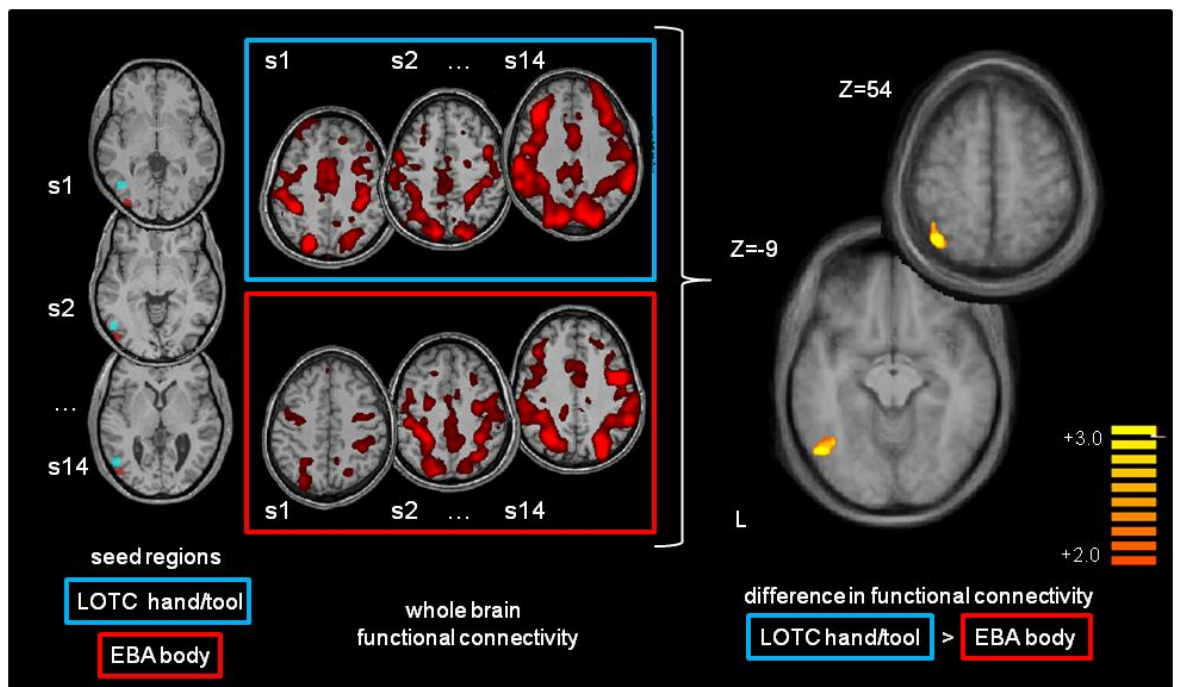 s1
s2
...
s14
seed regions
LOTC hand/tool
EBA body
s1 s2 ... s14
s1 s2 ... s14
whole brain
functional connectivity
Z=54
Z=-9
L
+3.0
+2.0
difference in functional connectivity
LOTC hand/tool > EBA body